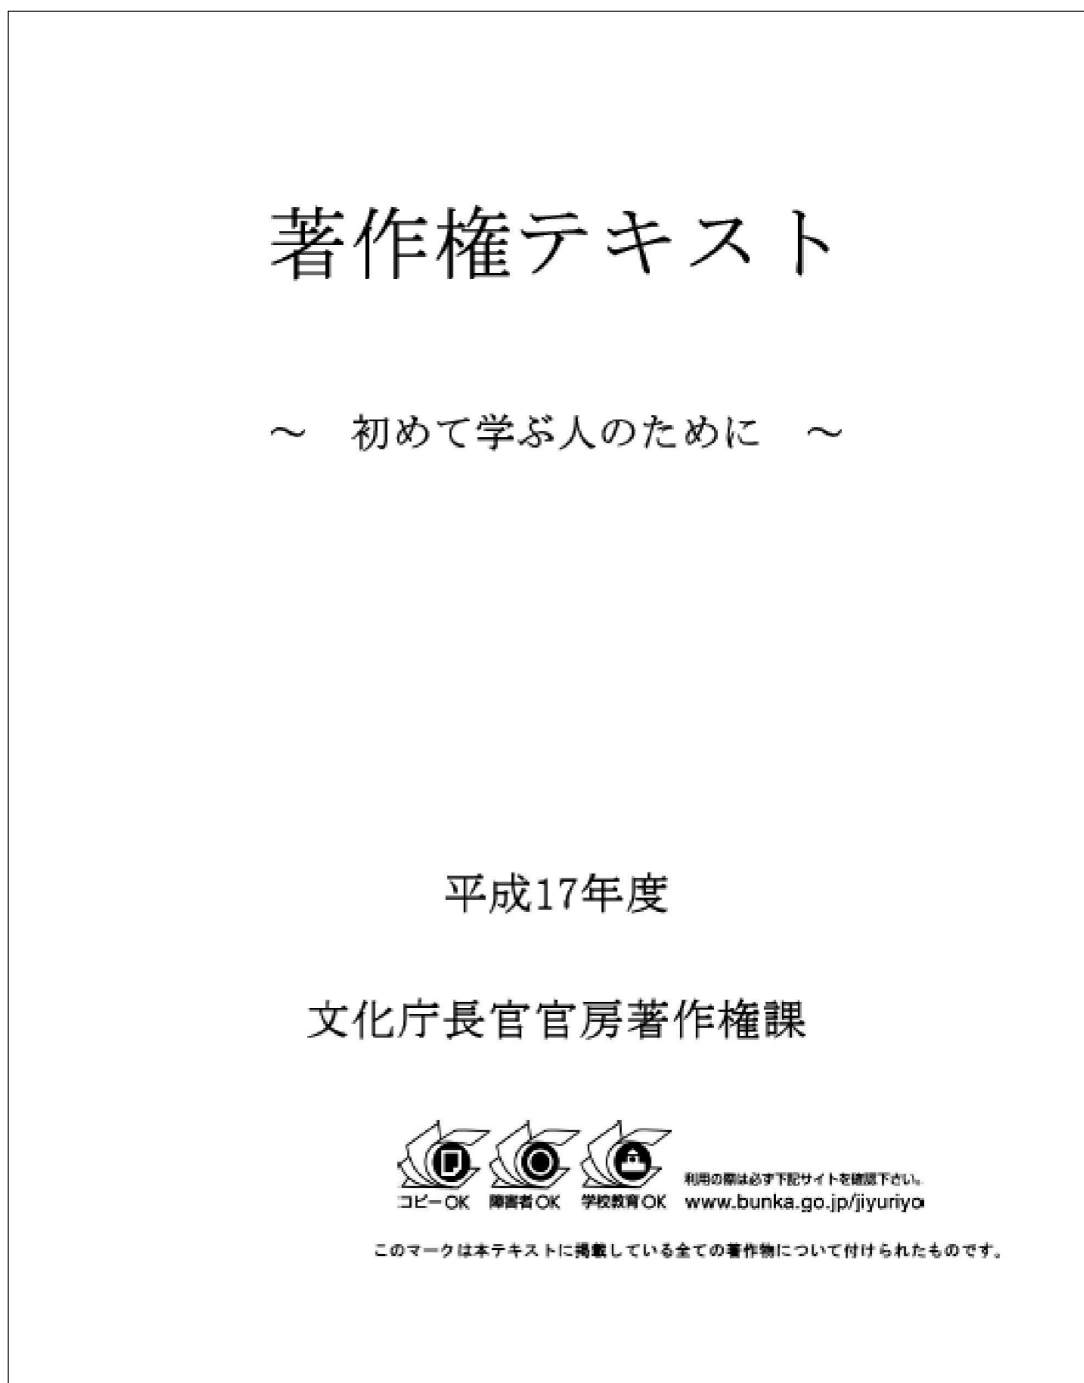 著作権テキスト
～ 初めて学ぶ人のために ～
平成17年度
文化庁長官官房著作権課
コピーOK 障害者OK 学校教育OK
利用の際は必ず下記サイトを確認下さい。
www.bunka.go.jp/jiyuriyo
このマークは本テキストに掲載している全ての著作物について付けられたものです。